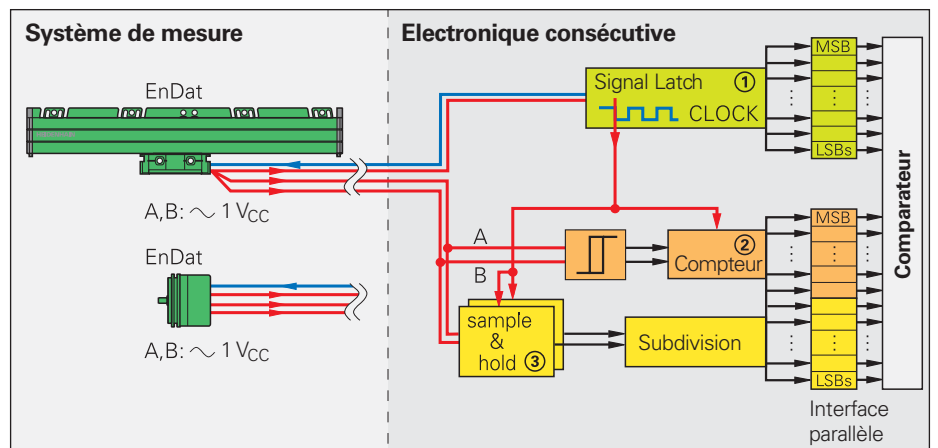 Système de mesure
Electronique consécutive
EnDat
A,B: ∼ 1 VCC
EnDat
A,B: ∼ 1 VCC
Signal Latch ①
CLOCK
MSB
LSBs
A
B
② Compteur
MSB
sample
&
hold ③
Subdivision
LSBs
Interface
parallèle
Comparateur